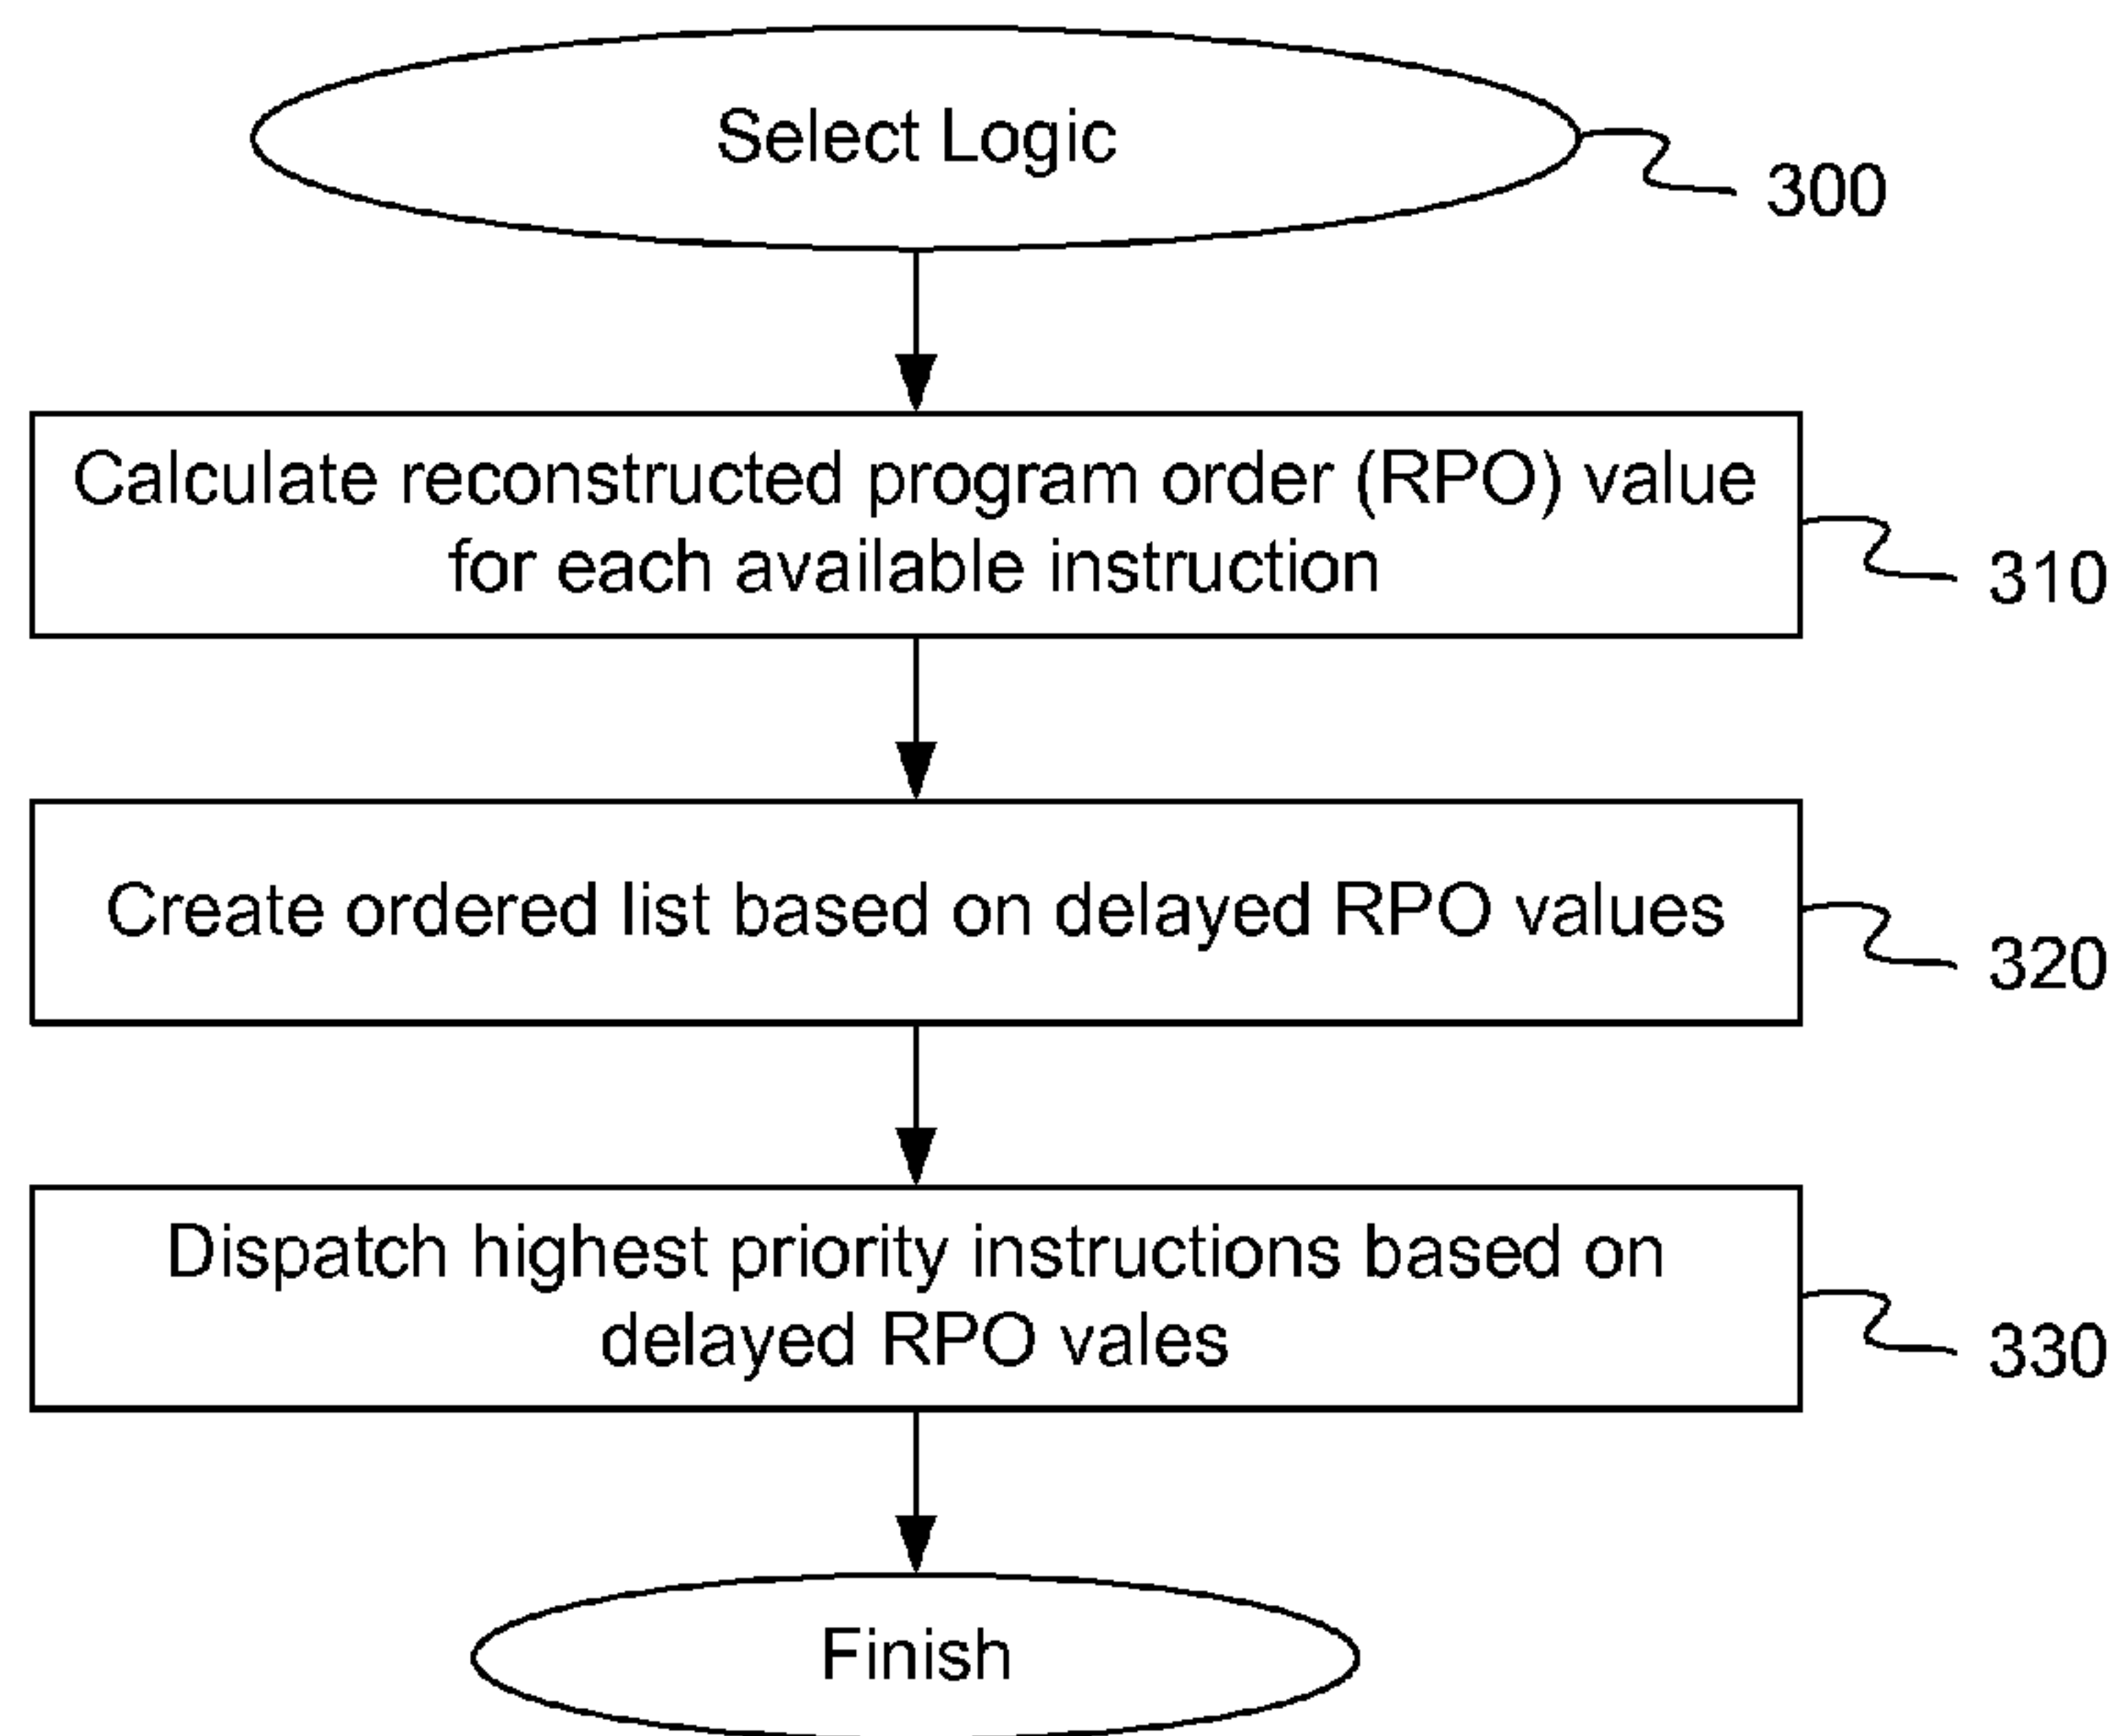 Select Logic
300
Calculate reconstructed program order (RPO) value
for each available instruction
310
Create ordered list based on delayed RPO values
320
Dispatch highest priority instructions based on
delayed RPO vales
330
Finish